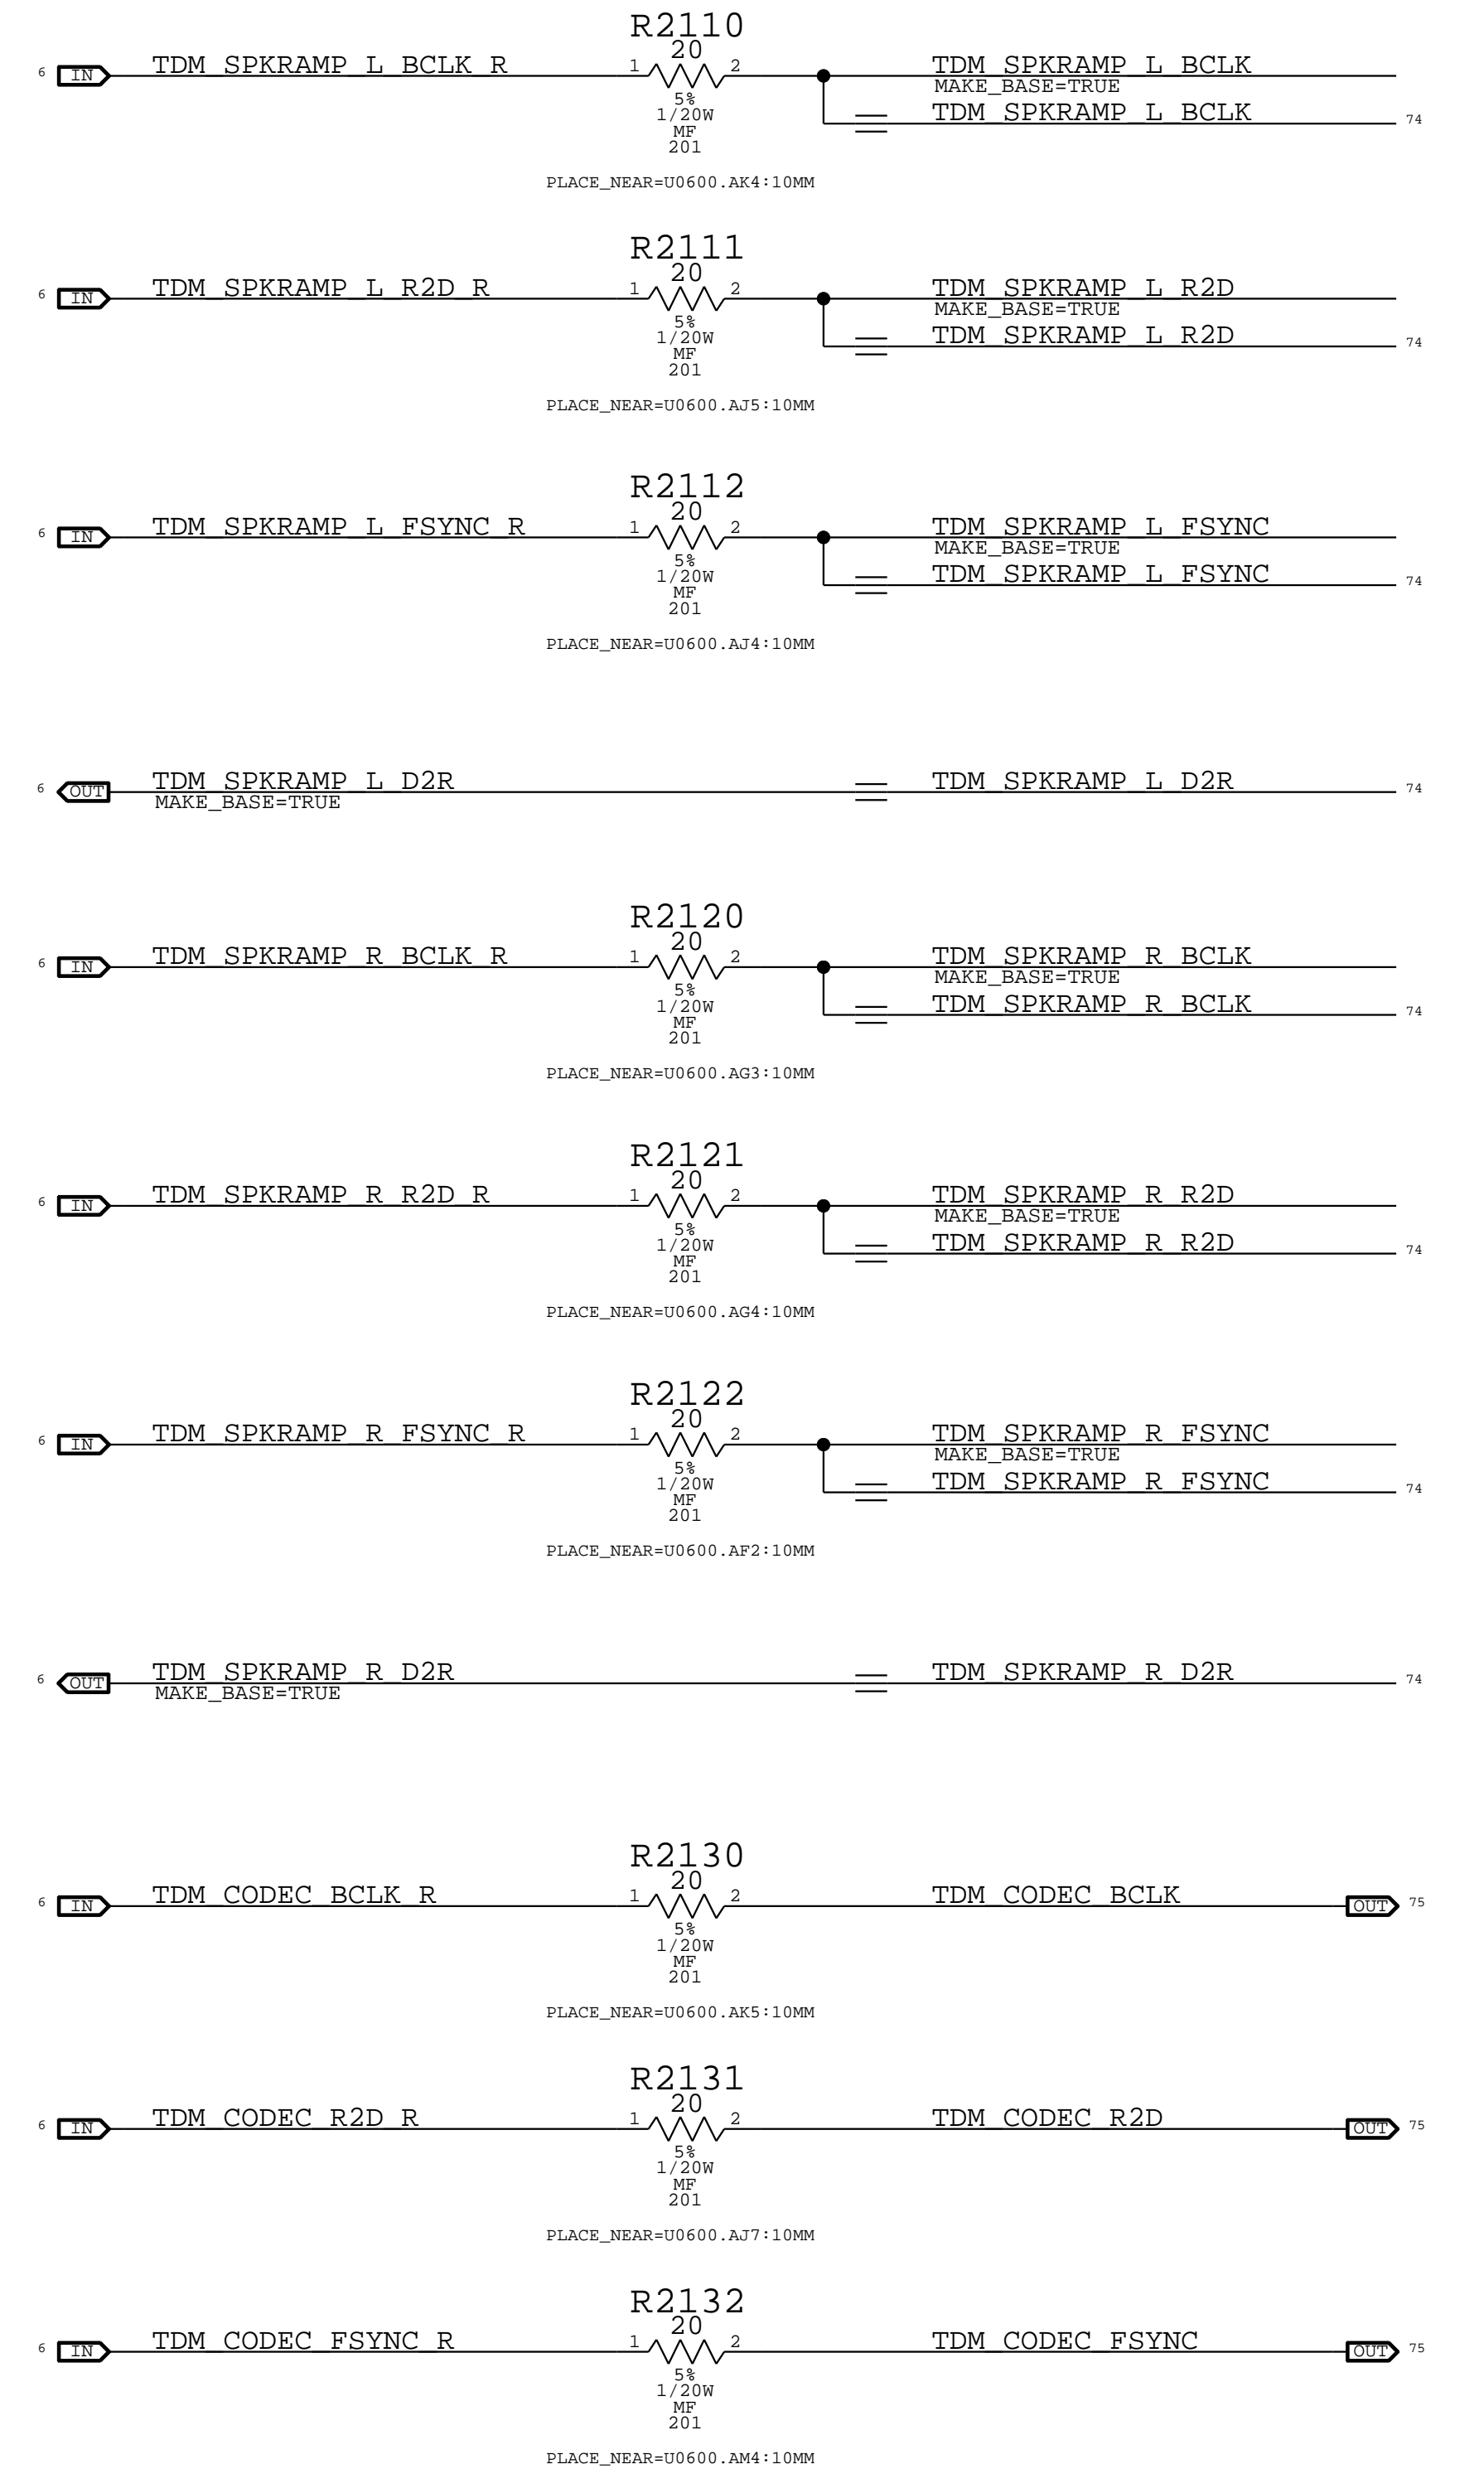 R2110
20
6 IN TDM_SPKRAMP_L_BCLK_R 1 2 TDM_SPKRAMP_L_BCLK
MAKE_BASE=TRUE
5%
TDM_SPKRAMP_L_BCLK 74
1/20W
MF
201
PLACE_NEAR=U0600.AK4:10MM
R2111
20
6 IN TDM_SPKRAMP_L_R2D_R 1 2 TDM_SPKRAMP_L_R2D
MAKE_BASE=TRUE
5%
TDM_SPKRAMP_L_R2D 74
1/20W
MF
201
PLACE_NEAR=U0600.AJ5:10MM
R2112
20
6 IN TDM_SPKRAMP_L_FSYNC_R 1 2 TDM_SPKRAMP_L_FSYNC
MAKE_BASE=TRUE
5%
TDM_SPKRAMP_L_FSYNC 74
1/20W
MF
201
PLACE_NEAR=U0600.AJ4:10MM
6 OUT TDM_SPKRAMP_L_D2R TDM_SPKRAMP_L_D2R 74
MAKE_BASE=TRUE
R2120
20
6 IN TDM_SPKRAMP_R_BCLK_R 1 2 TDM_SPKRAMP_R_BCLK
MAKE_BASE=TRUE
5%
TDM_SPKRAMP_R_BCLK 74
1/20W
MF
201
PLACE_NEAR=U0600.AG3:10MM
R2121
20
6 IN TDM_SPKRAMP_R_R2D_R 1 2 TDM_SPKRAMP_R_R2D
MAKE_BASE=TRUE
5%
TDM_SPKRAMP_R_R2D 74
1/20W
MF
201
PLACE_NEAR=U0600.AG4:10MM
R2122
20
6 IN TDM_SPKRAMP_R_FSYNC_R 1 2 TDM_SPKRAMP_R_FSYNC
MAKE_BASE=TRUE
5%
TDM_SPKRAMP_R_FSYNC 74
1/20W
MF
201
PLACE_NEAR=U0600.AF2:10MM
6 OUT TDM_SPKRAMP_R_D2R TDM_SPKRAMP_R_D2R 74
MAKE_BASE=TRUE
R2130
20
6 IN TDM_CODEC_BCLK_R 1 2 TDM_CODEC_BCLK OUT 75
5%
1/20W
MF
201
PLACE_NEAR=U0600.AK5:10MM
R2131
20
6 IN TDM_CODEC_R2D_R 1 2 TDM_CODEC_R2D OUT 75
5%
1/20W
MF
201
PLACE_NEAR=U0600.AJ7:10MM
R2132
20
6 IN TDM_CODEC_FSYNC_R 1 2 TDM_CODEC_FSYNC OUT 75
5%
1/20W
MF
201
PLACE_NEAR=U0600.AM4:10MM